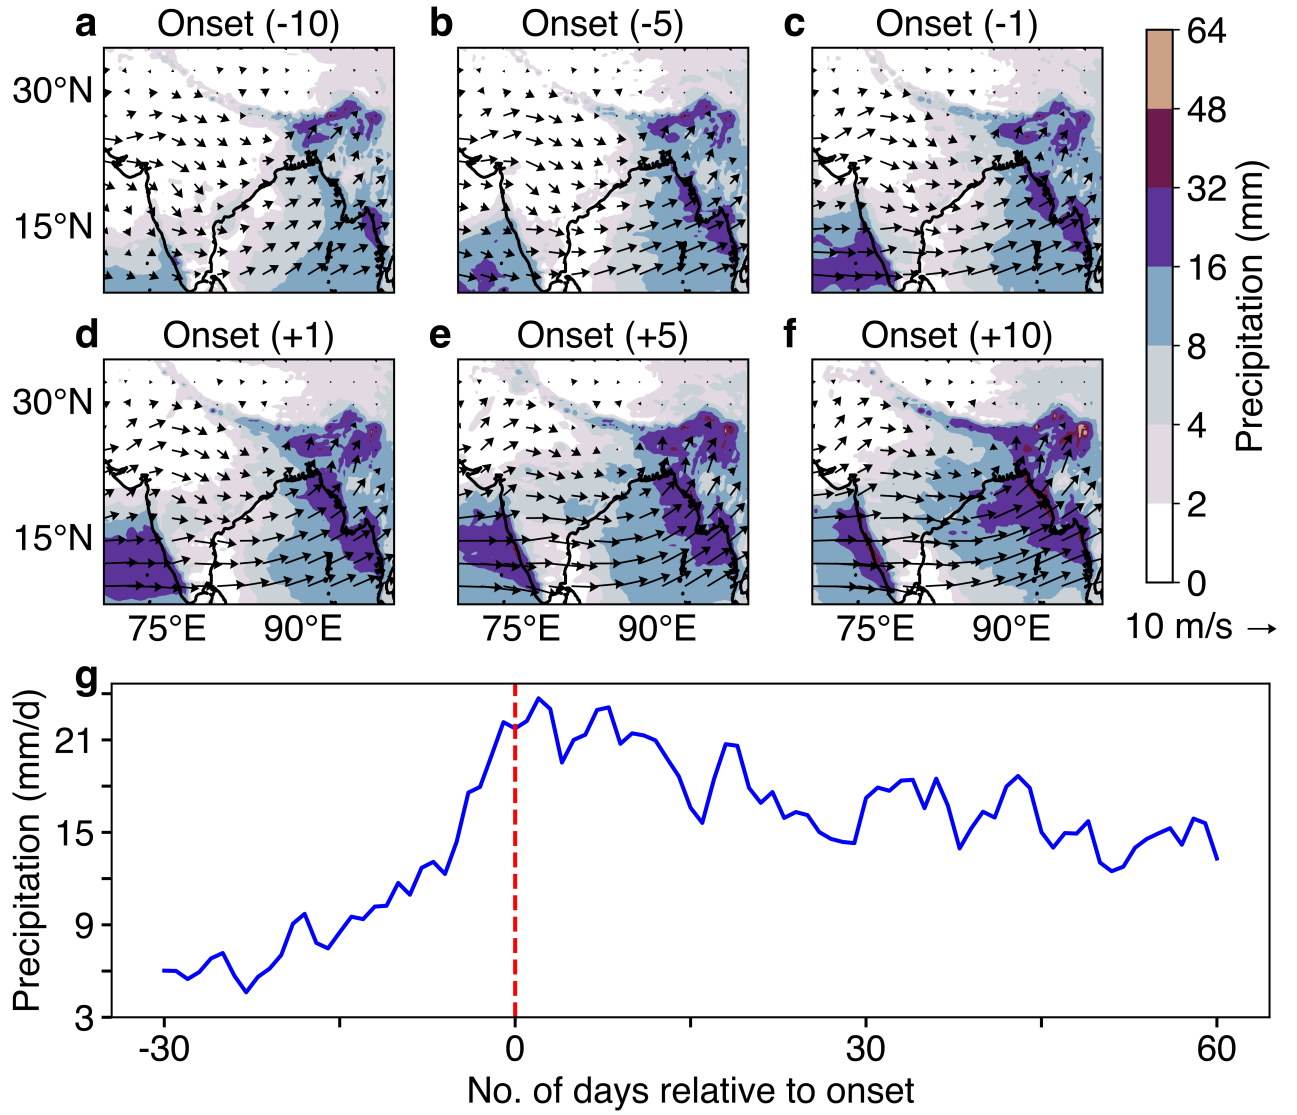 a Onset (-10) b Onset (-5) c Onset (-1)
30°N
15°N
64
48
32
16
8
4
2
0
Precipitation (mm)
10 m/s →
d Onset (+1) e Onset (+5) f Onset (+10)
30°N
15°N
75°E 90°E 75°E 90°E 75°E 90°E
g
Precipitation (mm/d)
21
15
9
3
-30 0 30 60
No. of days relative to onset